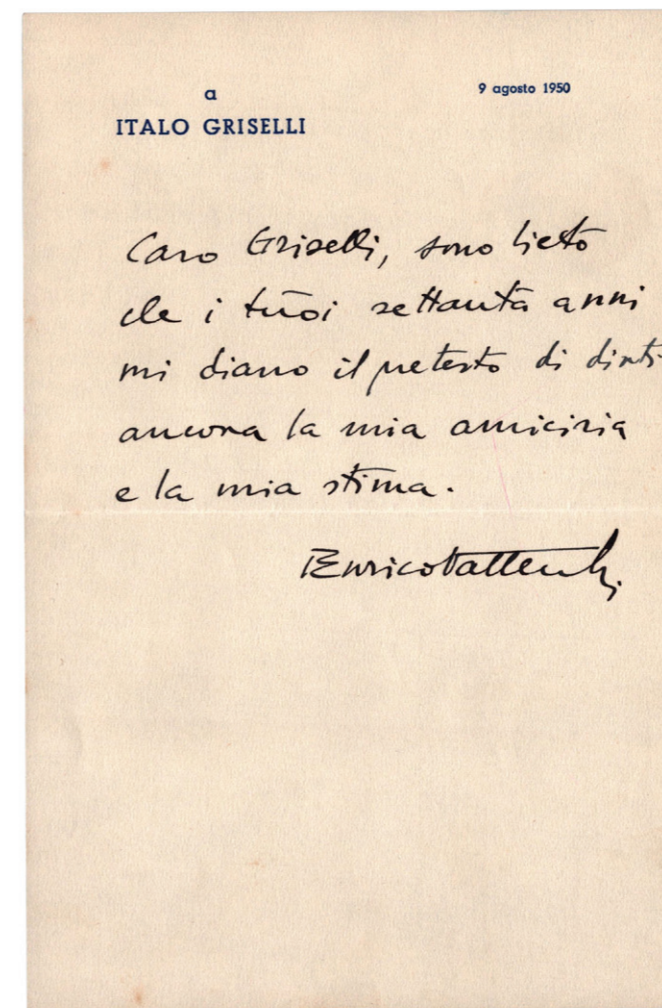 a
ITALO GRISELLI
9 agosto 1950
Caro Griselli, sono lieto
che i tuoi settanta anni
mi diano il pretesto di dirti
ancora la mia amicizia
e la mia stima.
Enrico Vallecchi